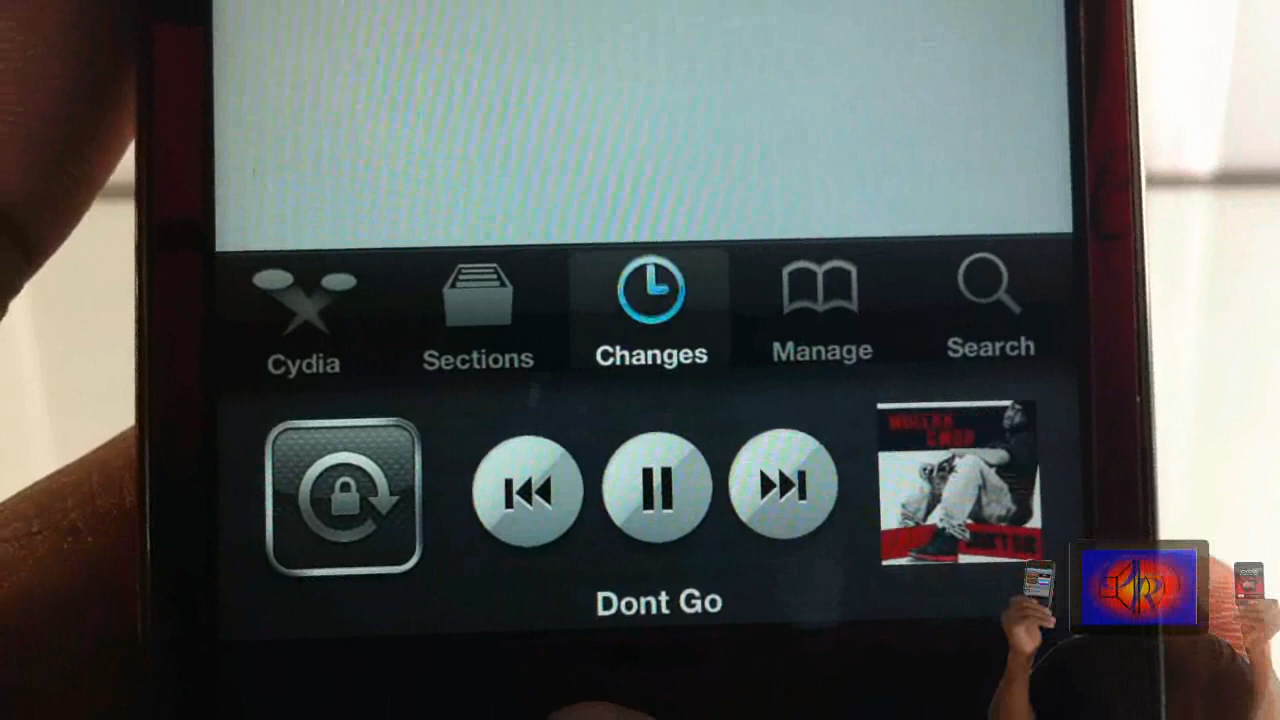 Cydia
Sections
Changes
Manage
Search
Dont Go